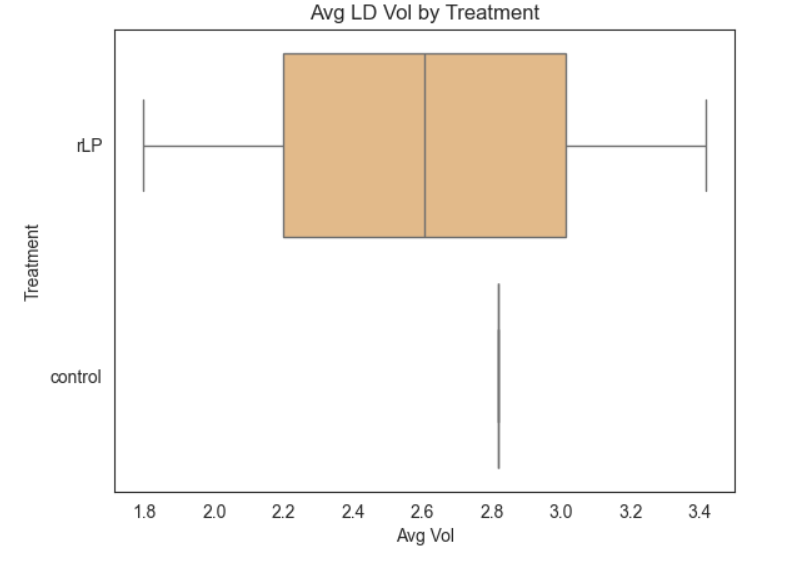 Avg LD Vol by Treatment
rLP
Treatment
control
1.8 2.0 2.2 2.4 2.6 2.8 3.0 3.2 3.4
Avg Vol